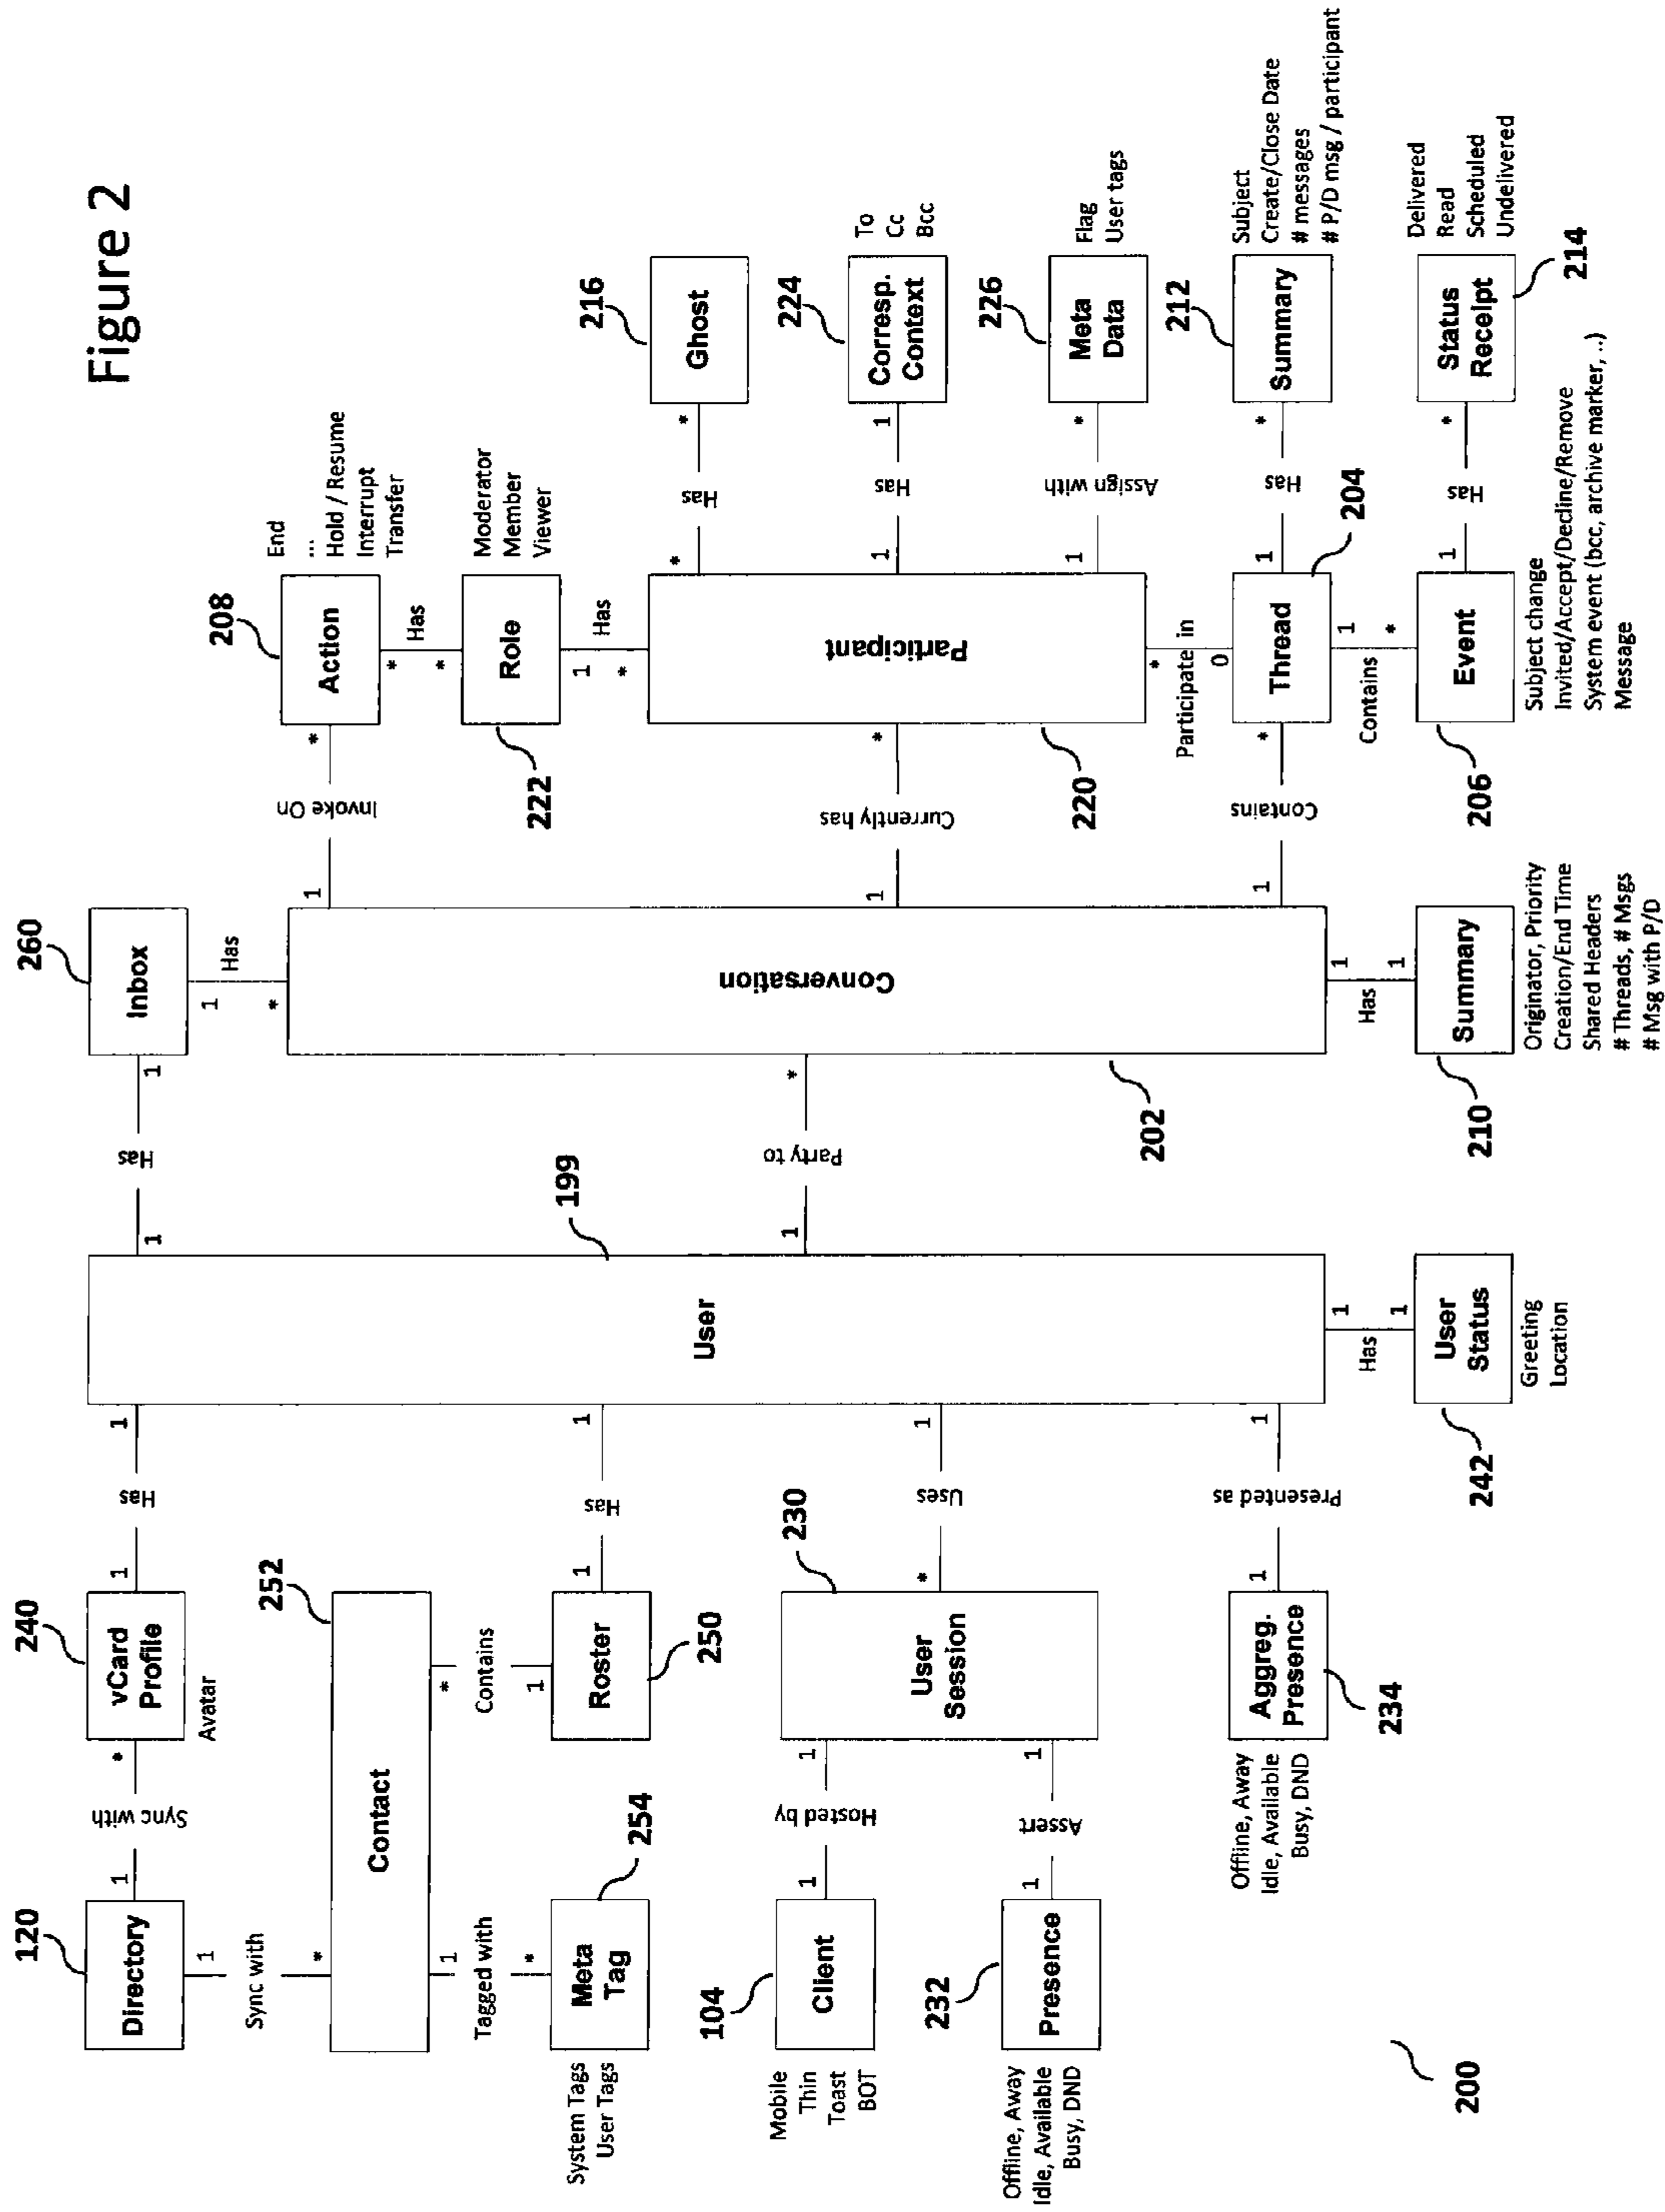 Figure 2
120
Directory
1
Sync with
*
240
vCard
Profile
Avatar
1
Has
1
1
Sync with
*
252
Contact
1
Tagged with
*
254
Meta
Tag
System Tags
User Tags
*
Contains
1
Roster
250
1
Has
1
104
Client
Mobile
Thin
Toast
BOT
1
Hosted by
1
230
User
Session
*
Uses
1
232
Presence
Offline, Away
Idle, Available
Busy, DND
1
Assert
1
Aggreg.
Presence
234
Offline, Away
Idle, Available
Busy, DND
1
Presented as
1
User
199
1
Has
1
User
Status
242
Greeting
Location
1
Has
1
260
Inbox
1
Has
*
1
Party to
*
Conversation
202
1
Has
1
Summary
210
Originator, Priority
Creation/End Time
Shared Headers
# Threads, # Msgs
# Msg with P/D
1
Invoke On
*
208
Action
End
...
Hold / Resume
Interrupt
Transfer
*
Has
*
Role
222
Moderator
Member
Viewer
1
Has
*
1
Currently has
*
Participant
220
*
Has
*
216
Ghost
1
Has
1
224
Corresp.
Context
To
Cc
Bcc
1
Assign with
*
226
Meta
Data
Flag
User tags
*
Participate in
0
1
Contains
*
Thread
204
1
Has
*
212
Summary
Subject
Create/Close Date
# messages
# P/D msg / participant
1
Contains
*
Event
206
Subject change
Invited/Accept/Decline/Remove
System event (bcc, archive marker, ..)
Message
1
Has
*
Status
Receipt
214
Delivered
Read
Scheduled
Undelivered
200